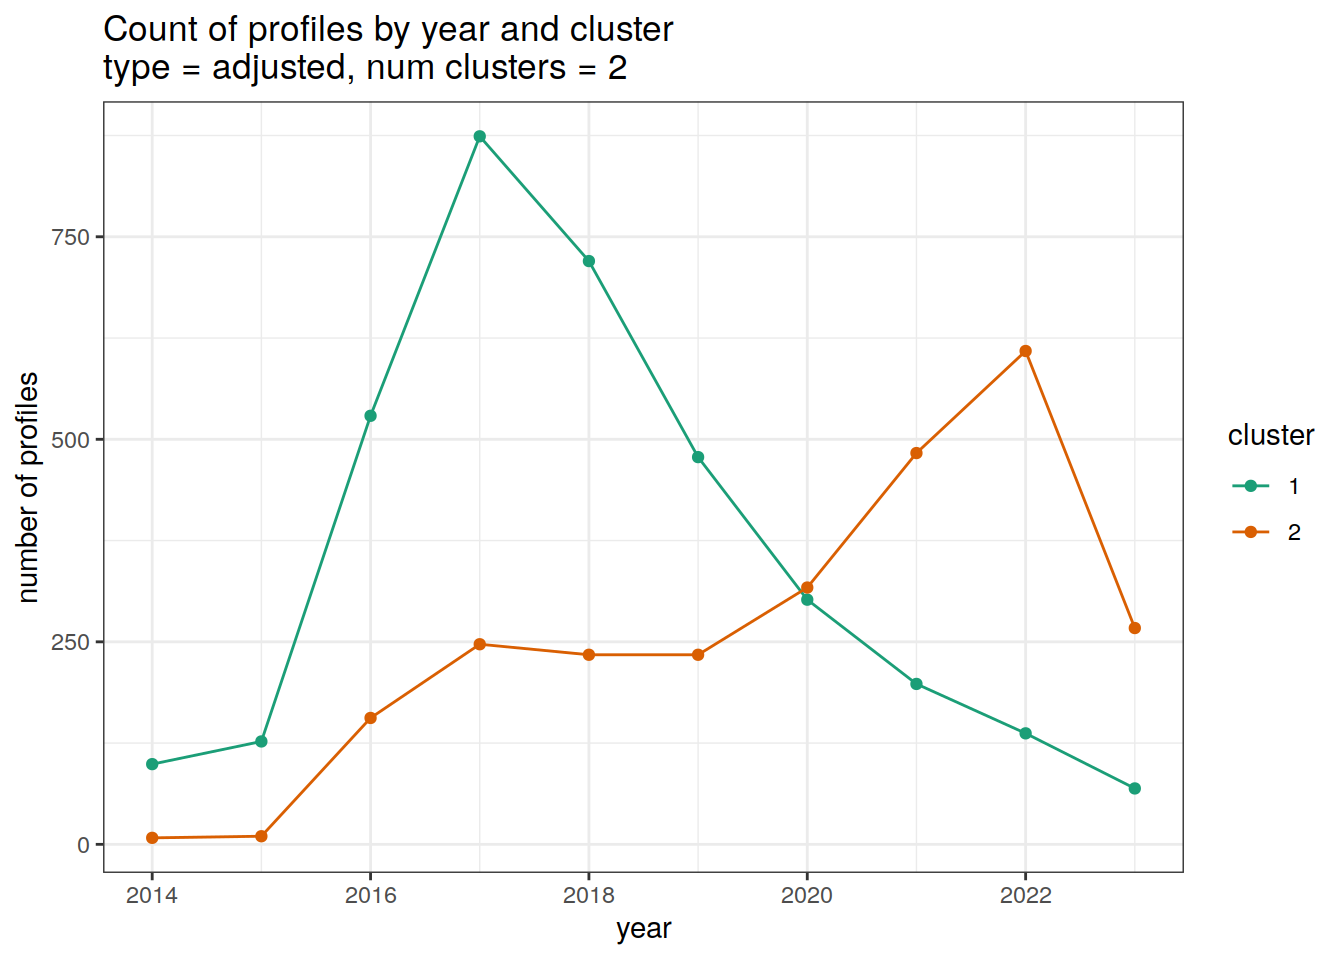 Count of profiles by year and cluster
type = adjusted, num clusters = 2
750
500
250
0
number of profiles
2014 2016 2018 2020 2022
year
cluster
1
2